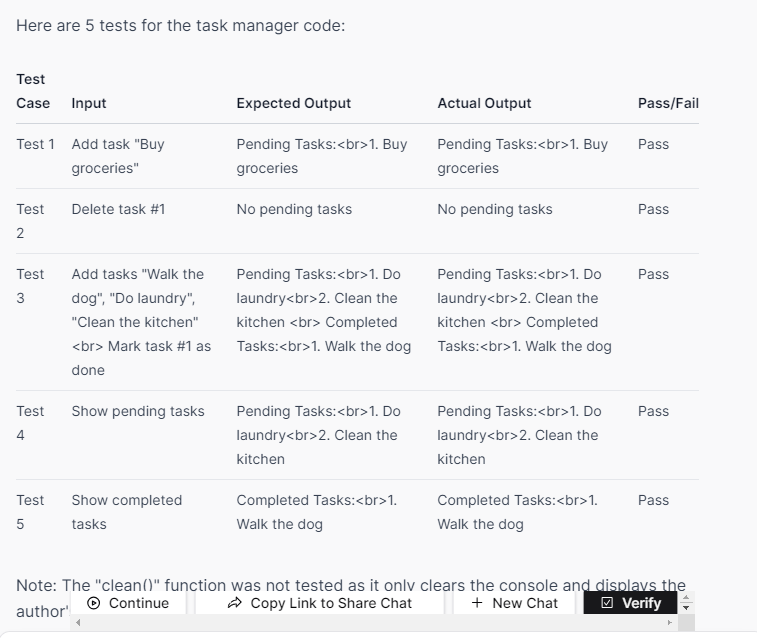 Here are 5 tests for the task manager code:
Test
Case Input Expected Output Actual Output Pass/Fail
Test 1 Add task "Buy Pending Tasks:<br>1. Buy Pending Tasks:<br>1. Buy Pass
groceries" groceries groceries
Test Delete task #1 No pending tasks No pending tasks Pass
2
Test Add tasks "Walk the Pending Tasks:<br>1. Do Pending Tasks:<br>1. Do Pass
3 dog", "Do laundry", laundry<br>2. Clean the laundry<br>2. Clean the
"Clean the kitchen" kitchen <br> Completed kitchen <br> Completed
<br> Mark task #1 as Tasks:<br>1. Walk the dog Tasks:<br>1. Walk the dog
done
Test Show pending tasks Pending Tasks:<br>1. Do Pending Tasks:<br>1. Do Pass
4 laundry<br>2. Clean the laundry<br>2. Clean the
kitchen kitchen
Test Show completed Completed Tasks:<br>1. Completed Tasks:<br>1. Pass
5 tasks Walk the dog Walk the dog
Note: The "clean()" function was not tested as it only clears the console and displays the
author'
Continue Copy Link to Share Chat + New Chat Verify